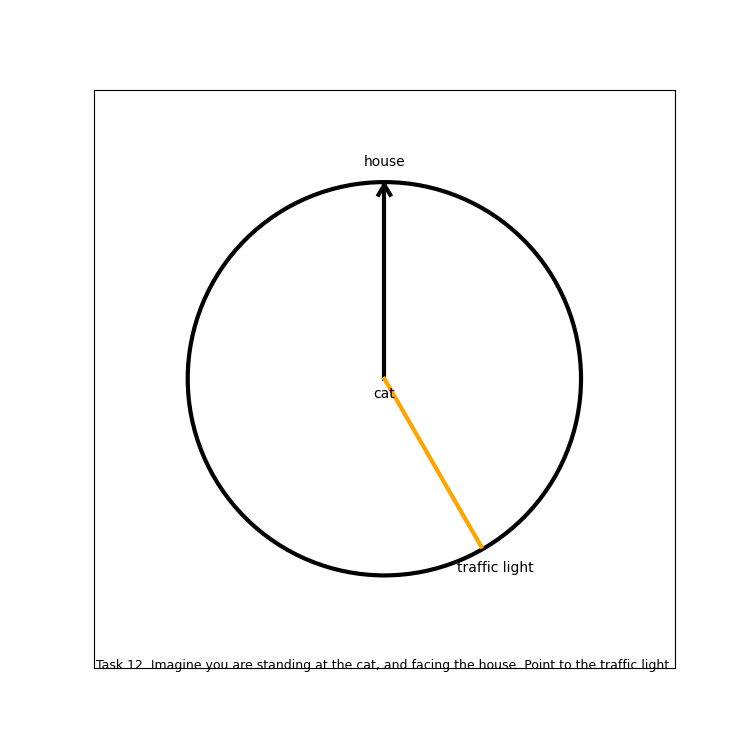 house
cat
traffic light
Task 12. Imagine you are standing at the cat, and facing the house. Point to the traffic light.